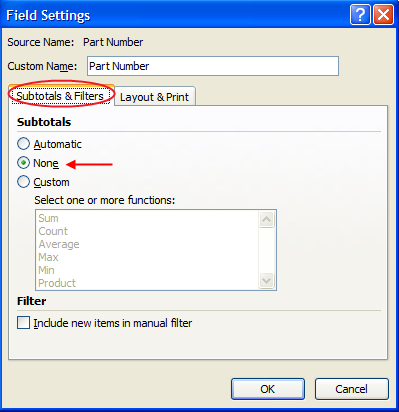 Field Settings
Source Name: Part Number
Custom Name: Part Number
Subtotals & Filters Layout & Print
Subtotals
Automatic
None
Custom
Select one or more functions:
Sum
Count
Average
Max
Min
Product
Filter
Include new items in manual filter
OK Cancel